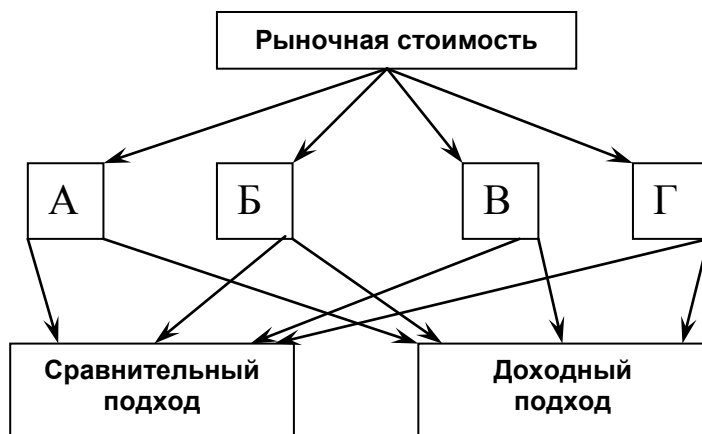 Рыночная стоимость
А Б В Г
Сравнительный
подход
Доходный
подход